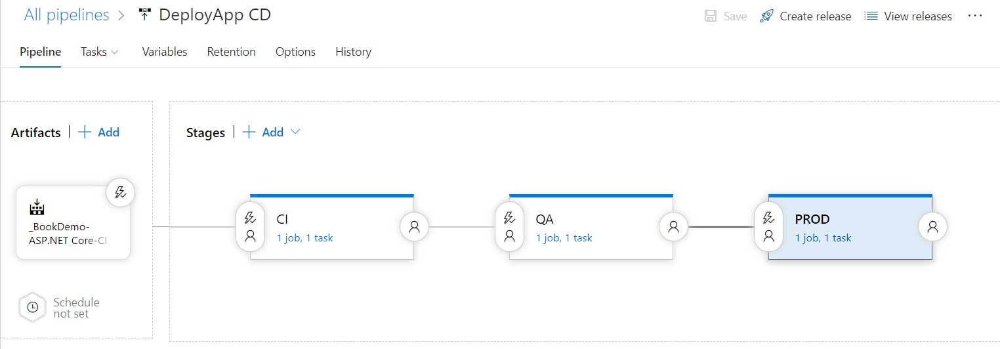 All pipelines > DeployApp CD
Save Create release View releases ...
Pipeline Tasks Variables Retention Options History
Artifacts | + Add
Stages | + Add
_BookDemo-
ASP.NET Core-CI
CI
1 job, 1 task
QA
1 job, 1 task
PROD
1 job, 1 task
Schedule
not set